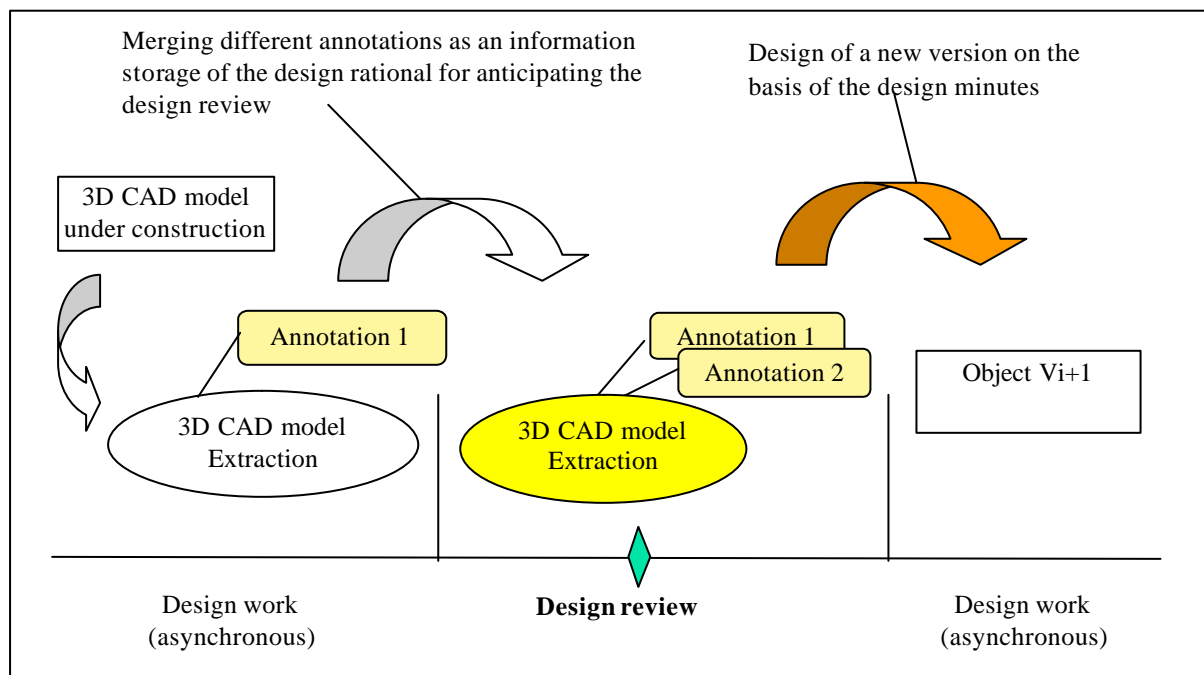 Merging different annotations as an information
storage of the design rational for anticipating the
design review
Design of a new version on the
basis of the design minutes
3D CAD model
under construction
Annotation 1
3D CAD model
Extraction
Annotation 1
Annotation 2
3D CAD model
Extraction
Object Vi+1
Design work
(asynchronous)
Design review
Design work
(asynchronous)